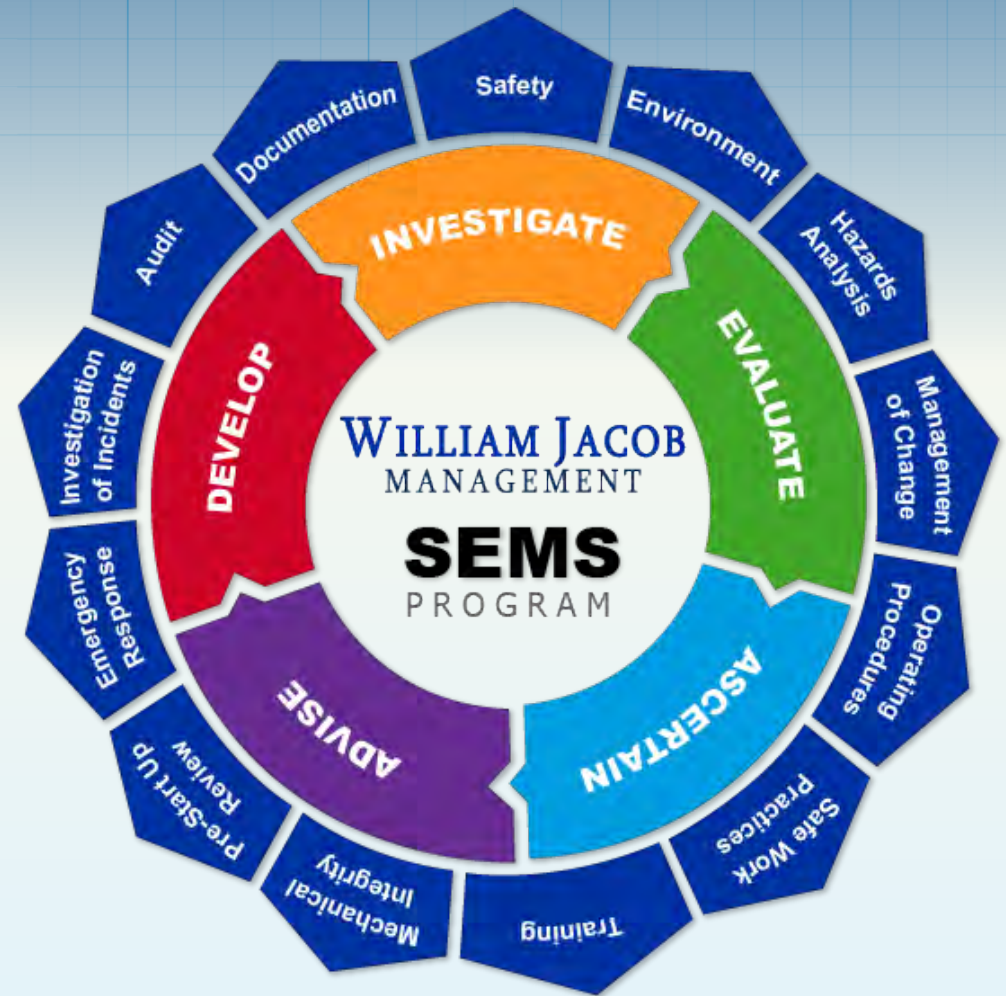 Safety
Environment
Hazards
Analysis
Management
of Change
Operating
Procedures
Safe Work
Practices
Training
Mechanical
Integrity
Pre-Start Up
Review
Emergency
Response
Investigation
of Incidents
Audit
Documentation
INVESTIGATE
EVALUATE
ASCERTAIN
ADVISE
DEVELOP
WILLIAM JACOB
MANAGEMENT
SEMS
PROGRAM